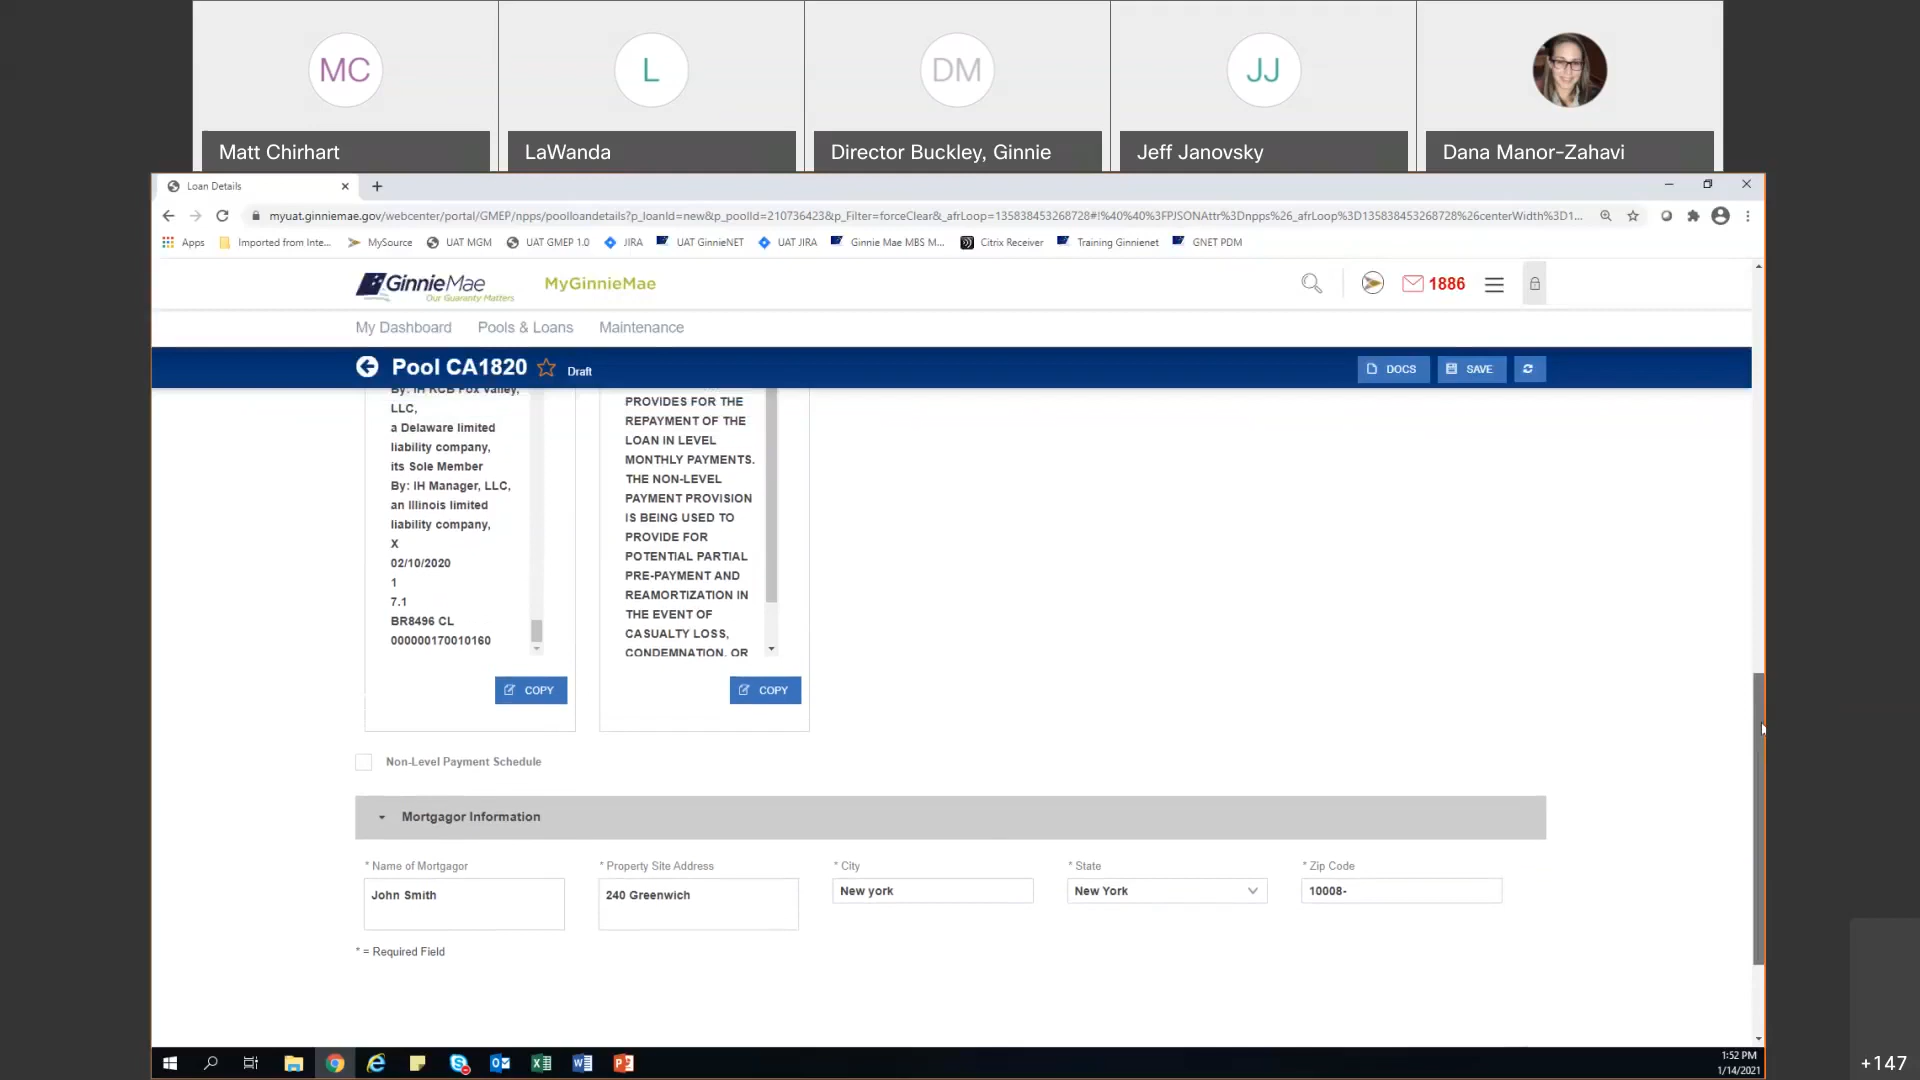 MC
L
DM
JJ
Matt Chirhart
LaWanda
Director Buckley, Ginnie
Jeff Janovsky
Dana Manor-Zahavi
Loan Details
myuat.ginniemae.gov/webcenter/portal/GMEP/npps/poolloandetails?p_loanId=new&p_poolId=210736423&p_Filter=forceClear&_afrLoop=135838453268728#!%40%40%3FPJSONAttr%3Dnpps%26_afrLoop%3D135838453268728%26centerWidth%3D1...
Apps
Imported from Inte...
MySource
UAT MGM
UAT GMEP 1.0
JIRA
UAT GinnieNET
UAT JIRA
Ginnie Mae MBS M...
Citrix Receiver
Training Ginnienet
GNET PDM
GinnieMae
Our Guaranty Matters
MyGinnieMae
1886
My Dashboard
Pools & Loans
Maintenance
Pool CA1820
Draft
DOCS
SAVE
By: IH RCB Fox Valley,
LLC,
a Delaware limited
liability company,
its Sole Member
By: IH Manager, LLC,
an Illinois limited
liability company,
X
02/10/2020
1
7.1
BR8496 CL
000000170010160
COPY
PROVIDES FOR THE
REPAYMENT OF THE
LOAN IN LEVEL
MONTHLY PAYMENTS.
THE NON-LEVEL
PAYMENT PROVISION
IS BEING USED TO
PROVIDE FOR
POTENTIAL PARTIAL
PRE-PAYMENT AND
REAMORTIZATION IN
THE EVENT OF
CASUALTY LOSS,
CONDEMNATION, OR
COPY
Non-Level Payment Schedule
Mortgagor Information
* Name of Mortgagor
John Smith
* Property Site Address
240 Greenwich
* City
New york
* State
New York
* Zip Code
10008-
* = Required Field
1:52 PM
1/14/2021
+147